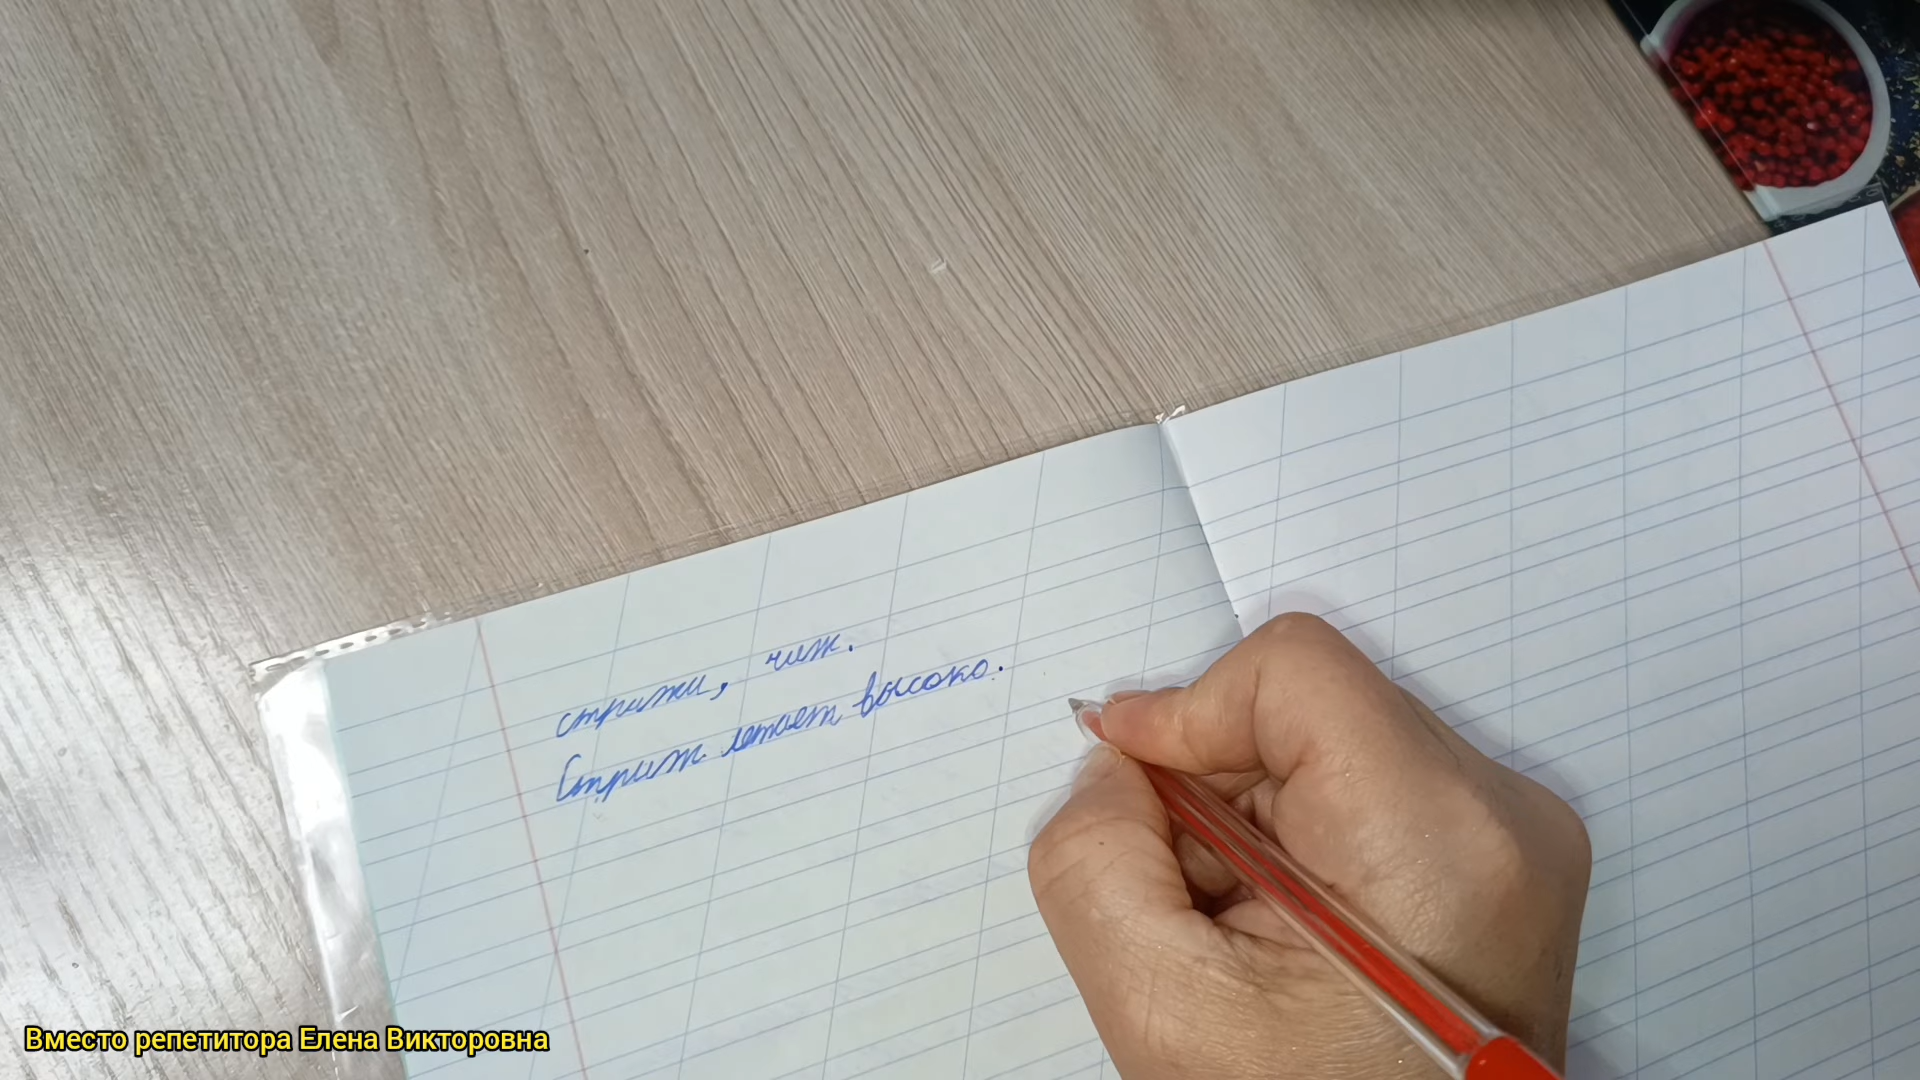 стрижи, чиж.
Стриж летает высоко.
Вместо репетитора Елена Викторовна